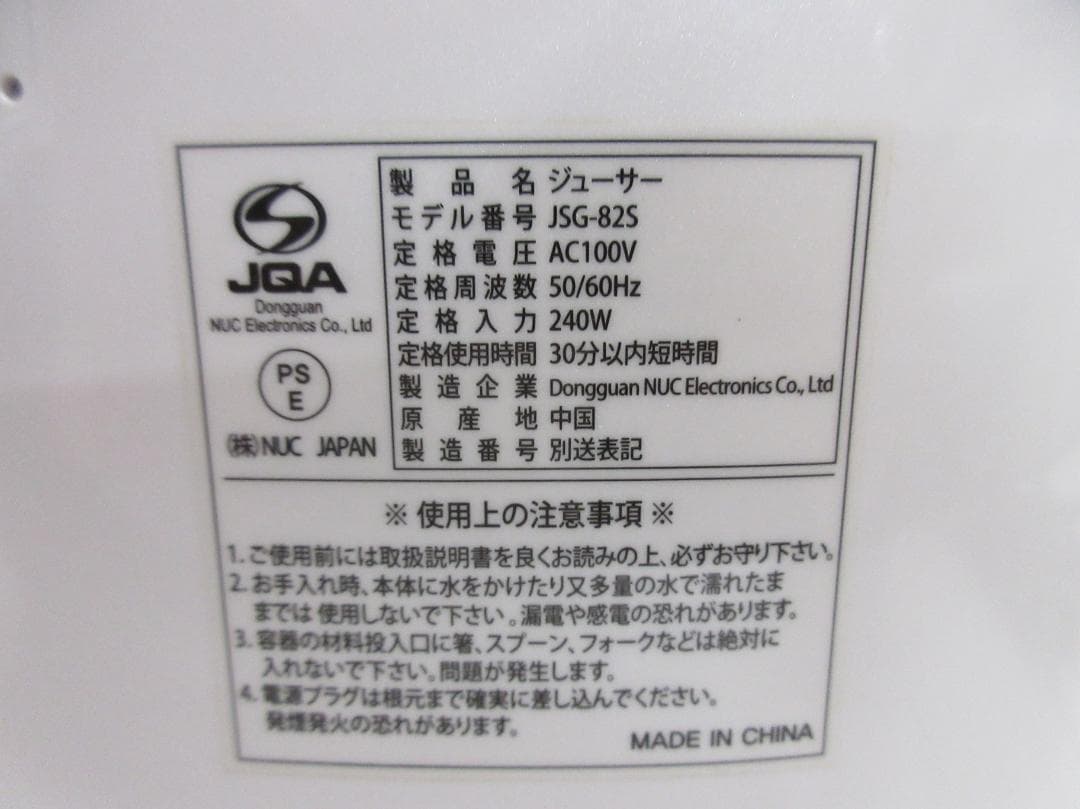 JQA
Dongguan
NUC Electronics Co., Ltd
PS
E
(株)NUC JAPAN
製品名 ジューサー
モデル番号 JSG-82S
定格電圧 AC100V
定格周波数 50/60Hz
定格入力 240W
定格使用時間 30分以内短時間
製造企業 Dongguan NUC Electronics Co., Ltd
原産地 中国
製造番号 別送表記
※ 使用上の注意事項 ※
1. ご使用前には取扱説明書を良くお読みの上、必ずお守り下さい。
2. お手入れ時、本体に水をかけたり又多量の水で濡れたま
までは 使用しないで下さい。漏電や感電の恐れがあります。
3. 容器の材料投入口に箸、スプーン、フォークなどは絶対に
入れないで下さい。問題が発生します。
4. 電源プラグは根元まで確実に差し込んでください。
発煙発火の恐れがあります。
MADE IN CHINA